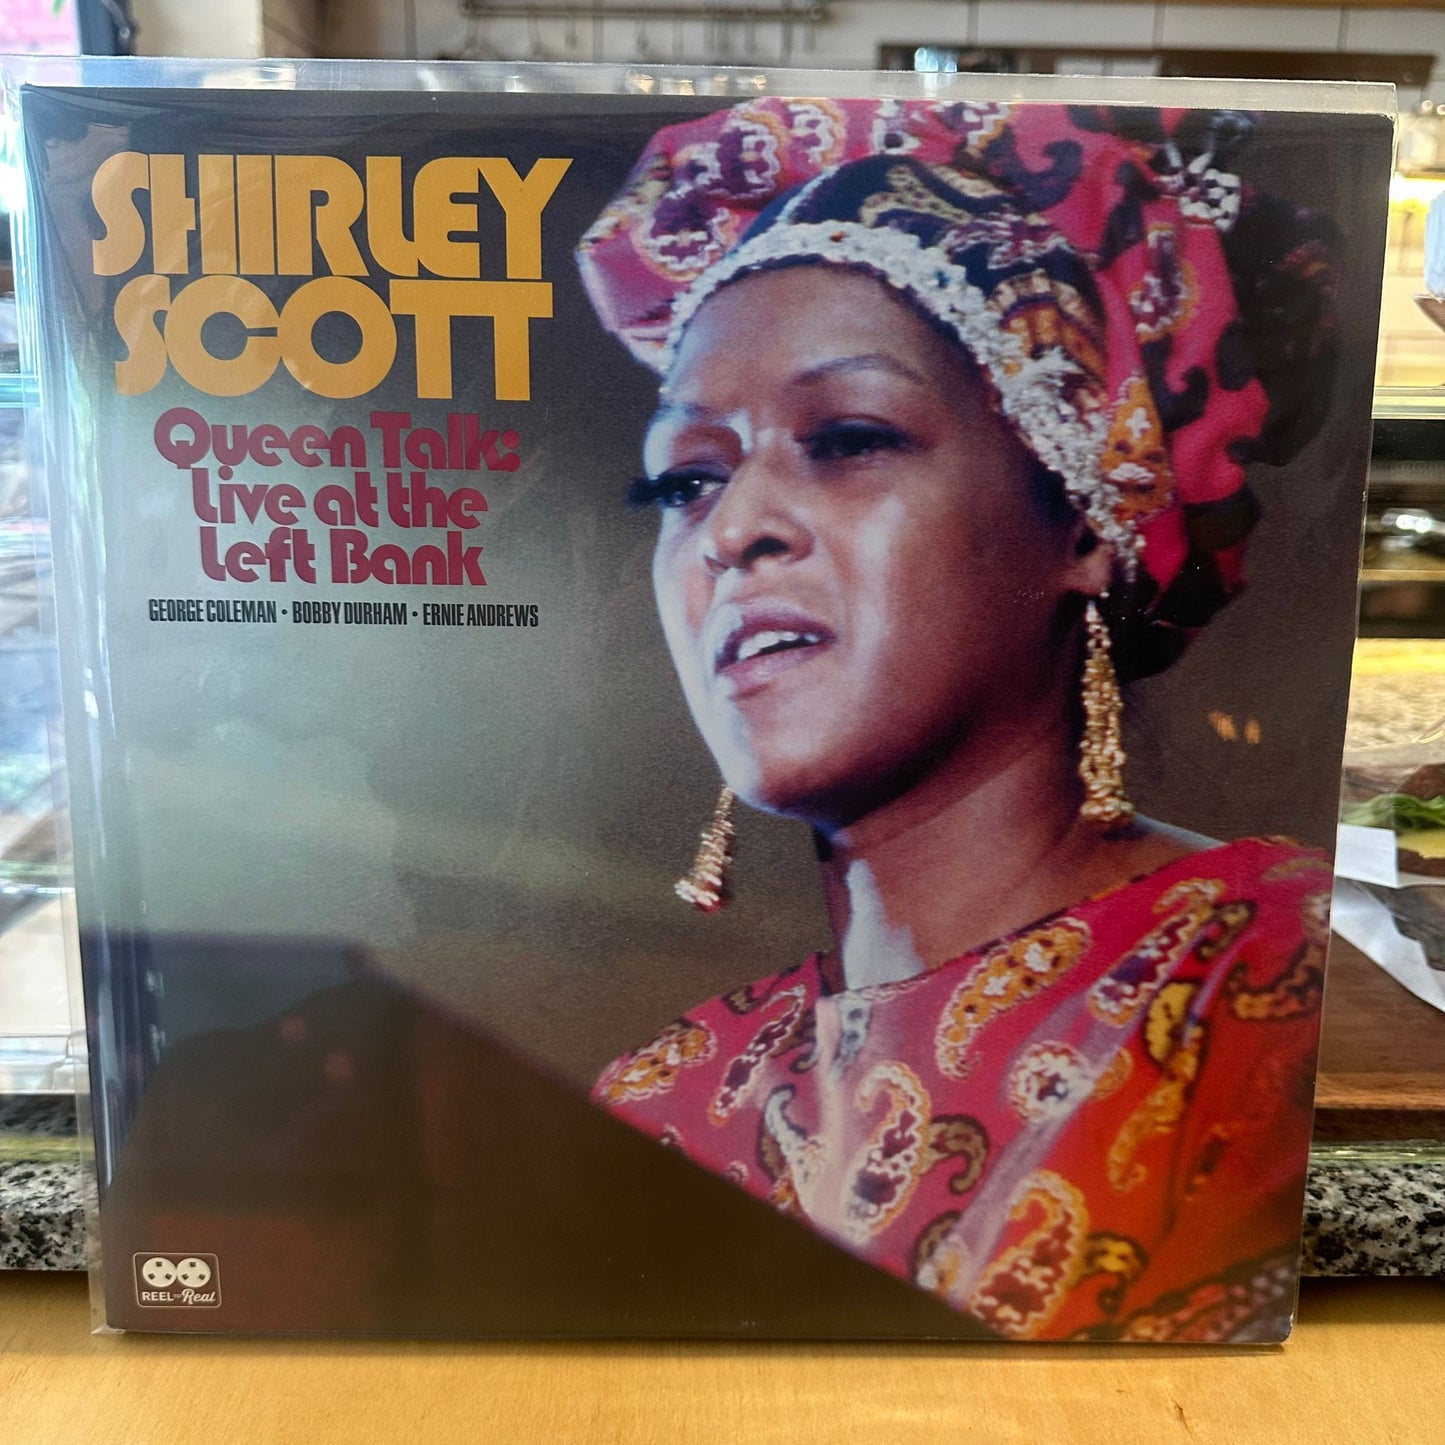 SHIRLEY
SCOTT
Queen Talk:
Live at the
Left Bank
GEORGE COLEMAN • BOBBY DURHAM • ERNIE ANDREWS
REEL TO Real